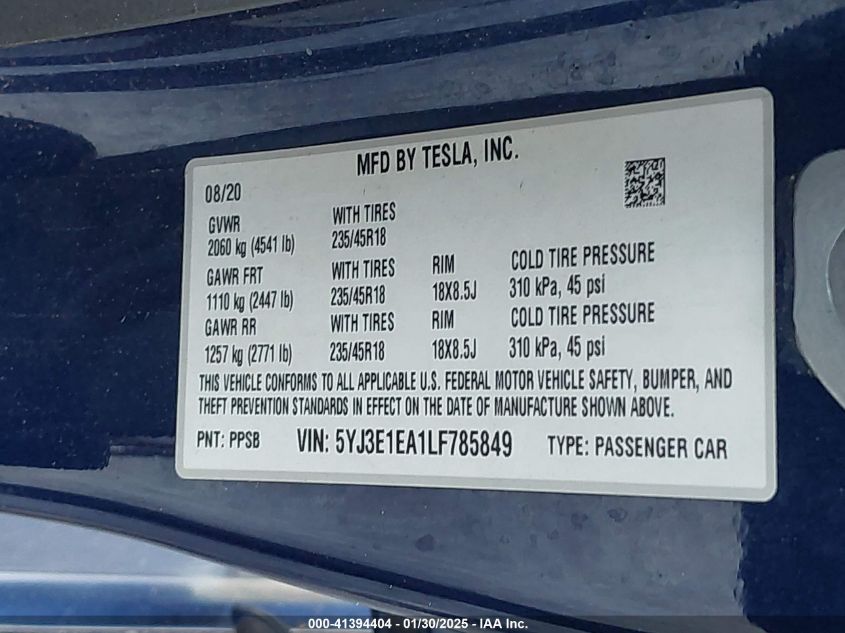 MFD BY TESLA, INC.
08/20
GVWR WITH TIRES
2060 kg (4541 lb) 235/45R18
GAWR FRT WITH TIRES RIM COLD TIRE PRESSURE
1110 kg (2447 lb) 235/45R18 18X8.5J 310 kPa, 45 psi
GAWR RR WITH TIRES RIM COLD TIRE PRESSURE
1257 kg (2771 lb) 235/45R18 18X8.5J 310 kPa, 45 psi
THIS VEHICLE CONFORMS TO ALL APPLICABLE U.S. FEDERAL MOTOR VEHICLE SAFETY, BUMPER, AND
THEFT PREVENTION STANDARDS IN EFFECT ON THE DATE OF MANUFACTURE SHOWN ABOVE.
PNT: PPSB VIN: 5YJ3E1EA1LF785849 TYPE: PASSENGER CAR
000-41394404 - 01/30/2025 - IAA Inc.